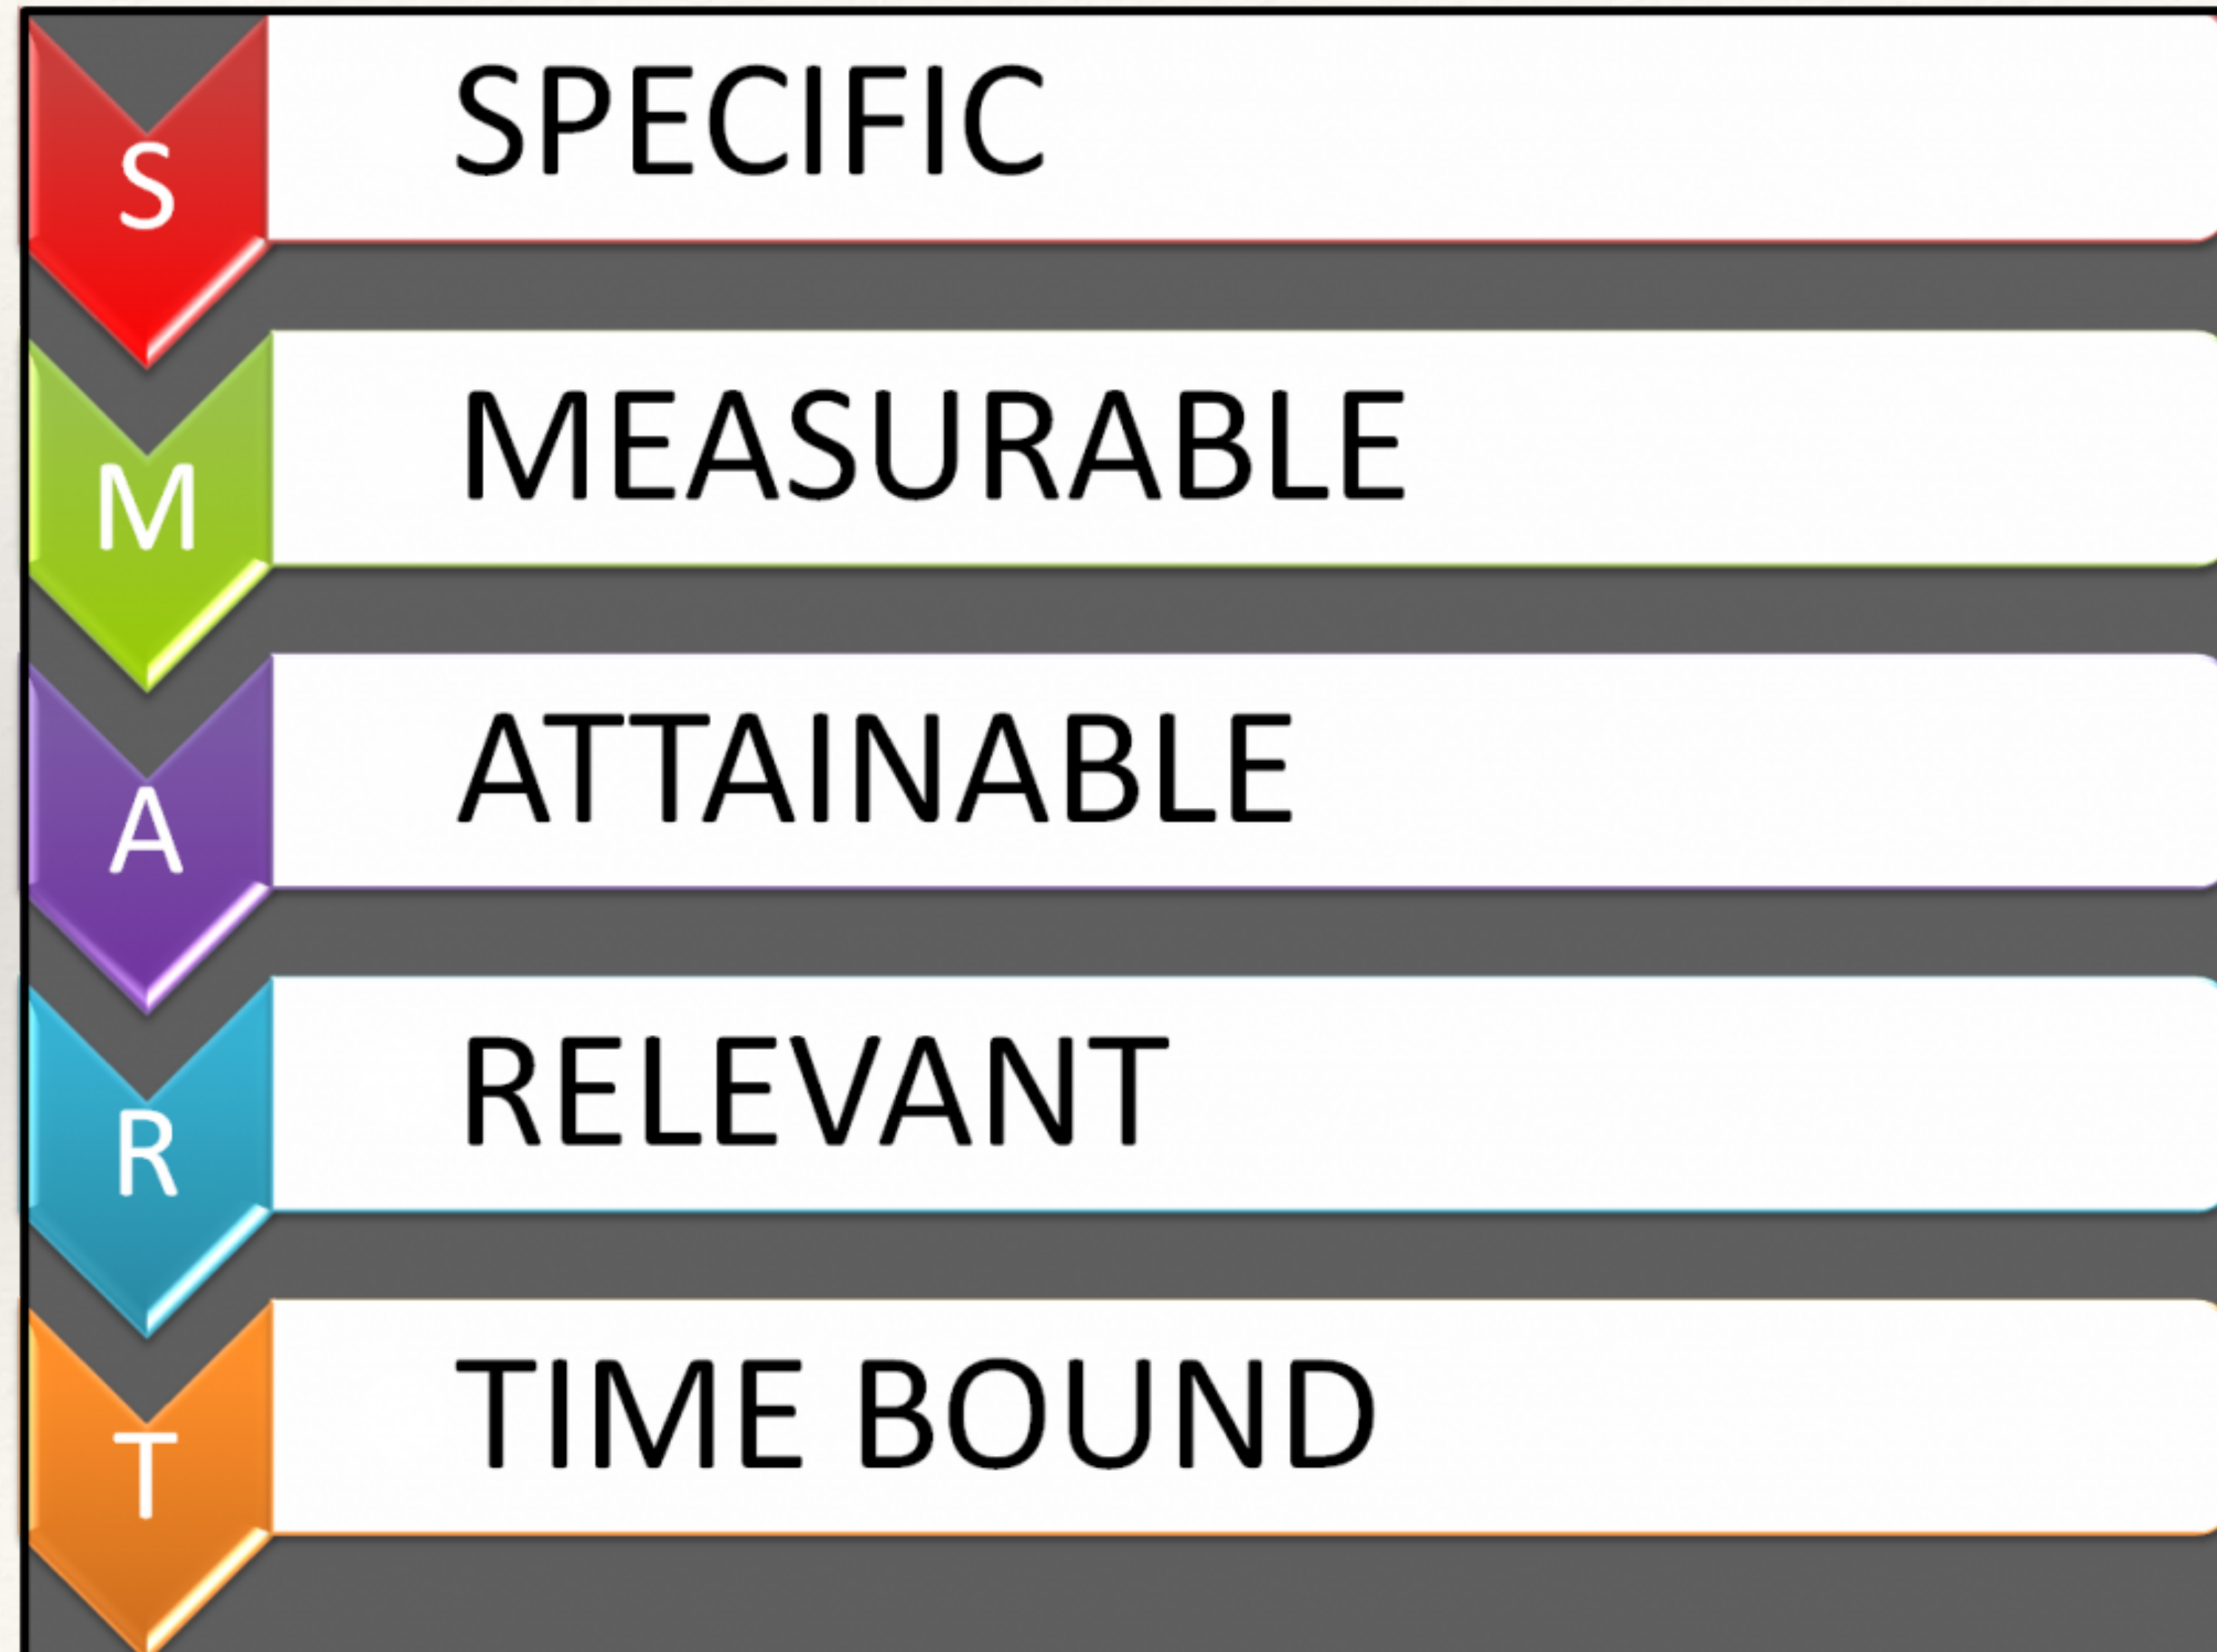 S SPECIFIC
M MEASURABLE
A ATTAINABLE
R RELEVANT
T TIME BOUND